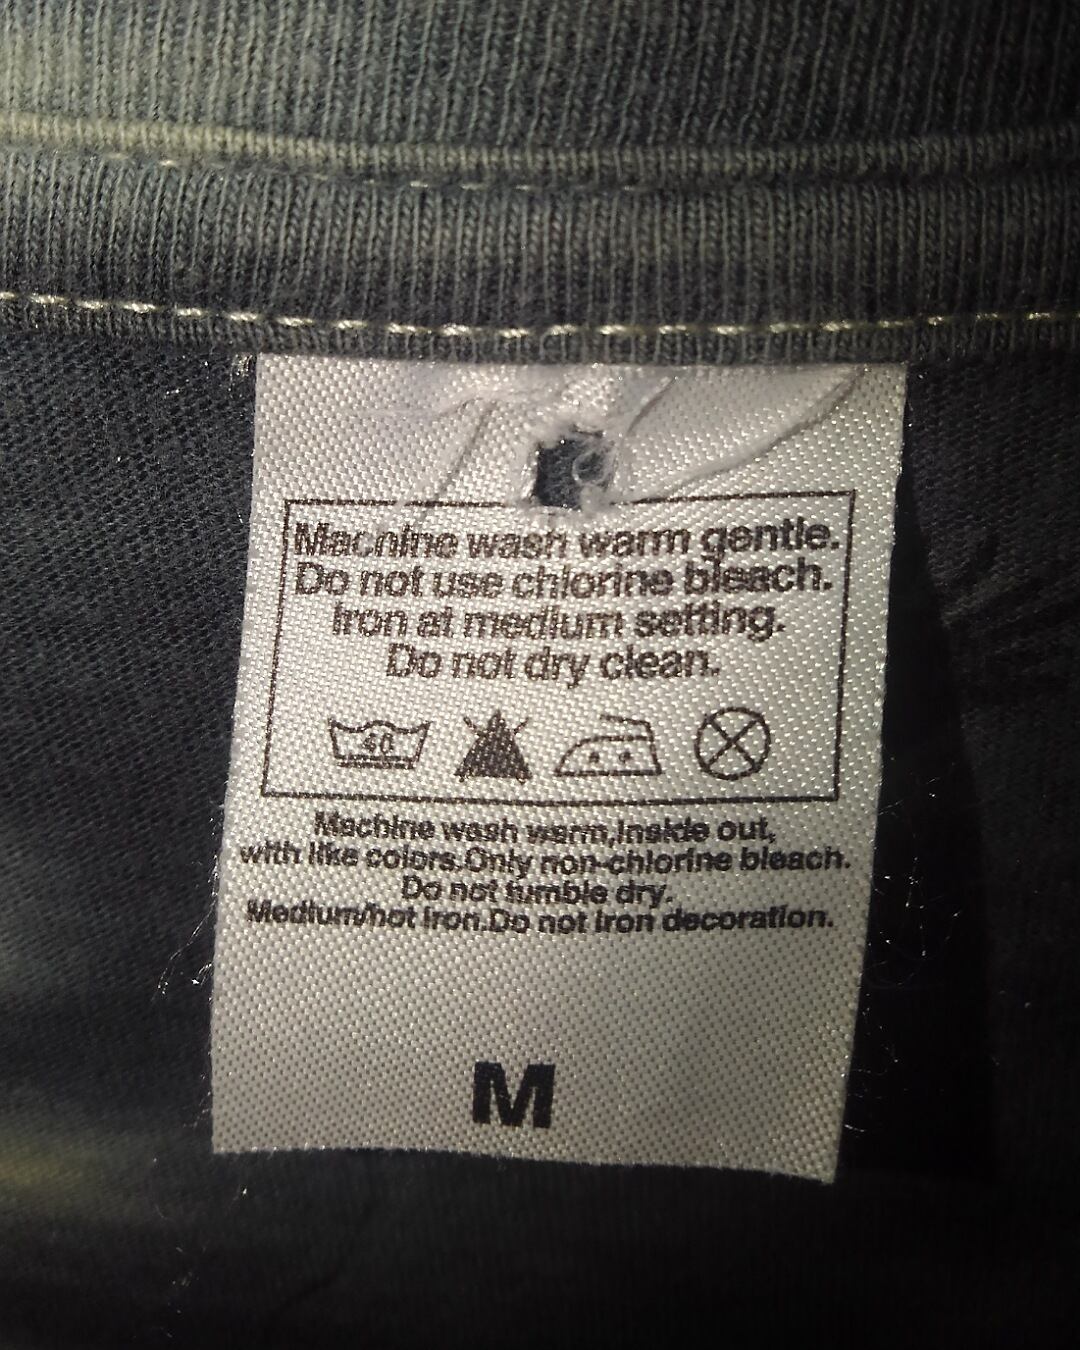 Machine wash warm gentle.
Do not use chlorine bleach.
Iron at medium setting.
Do not dry clean.
40
Machine wash warm,Inside out,
with like colors.Only non-chlorine bleach.
Do not tumble dry.
Medium/hot iron.Do not iron decoration.
M